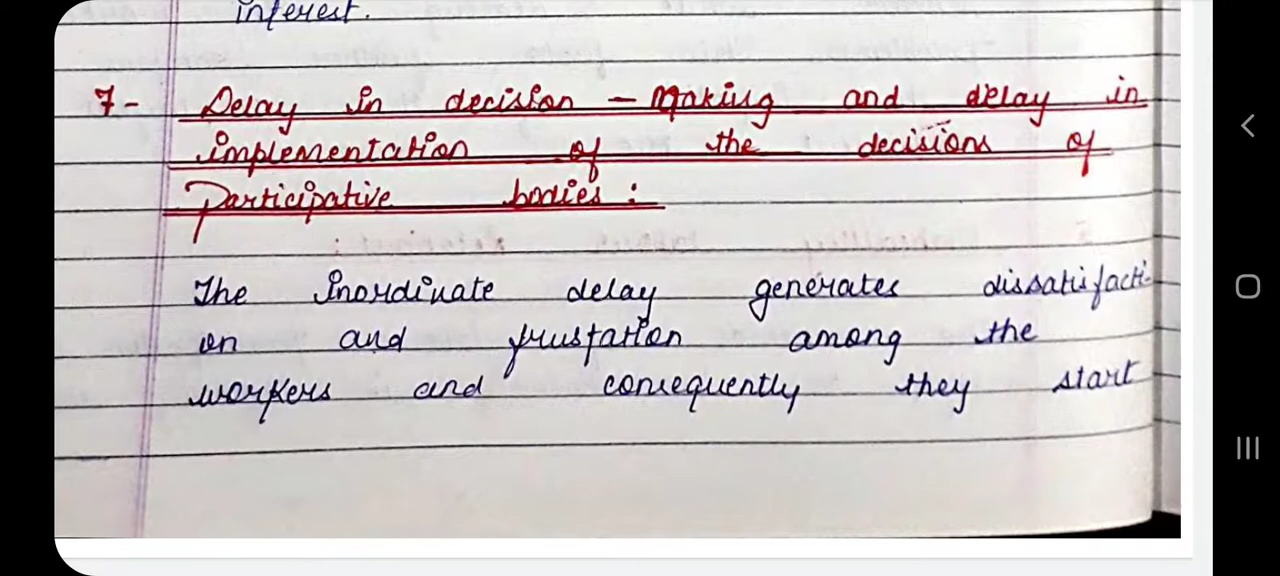 interest.
7- Delay in decision - Making and delay in
implementation of the decisions of
Participative bodies :
The inordinate delay generates dissatisfacti-
on and frustation among the
workers and consequently they start